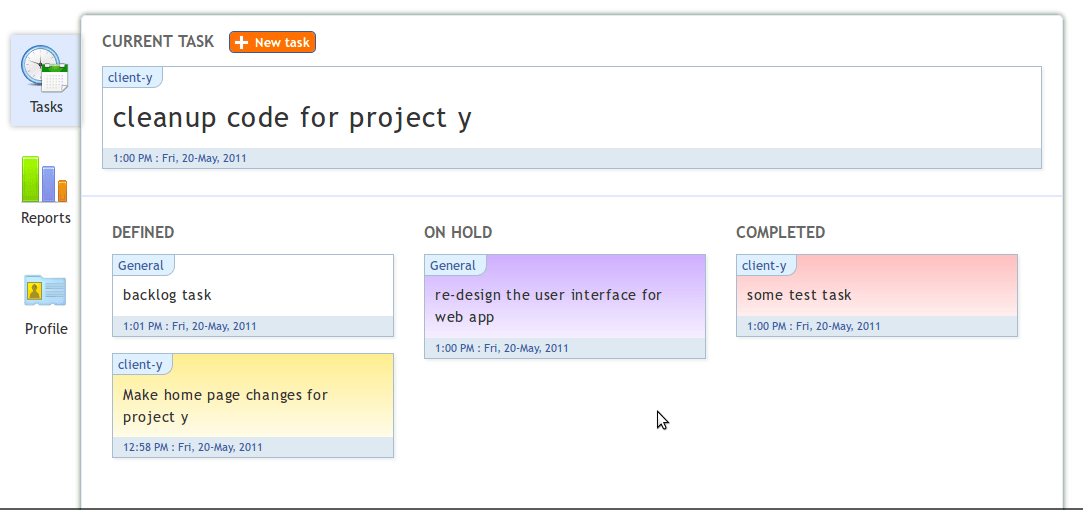 Tasks
Reports
Profile
CURRENT TASK
New task
client-y
cleanup code for project y
1:00 PM : Fri, 20-May, 2011
DEFINED
General
backlog task
1:01 PM : Fri, 20-May, 2011
client-y
Make home page changes for
project y
12:58 PM : Fri, 20-May, 2011
ON HOLD
General
re-design the user interface for
web app
1:00 PM : Fri, 20-May, 2011
COMPLETED
client-y
some test task
1:00 PM : Fri, 20-May, 2011